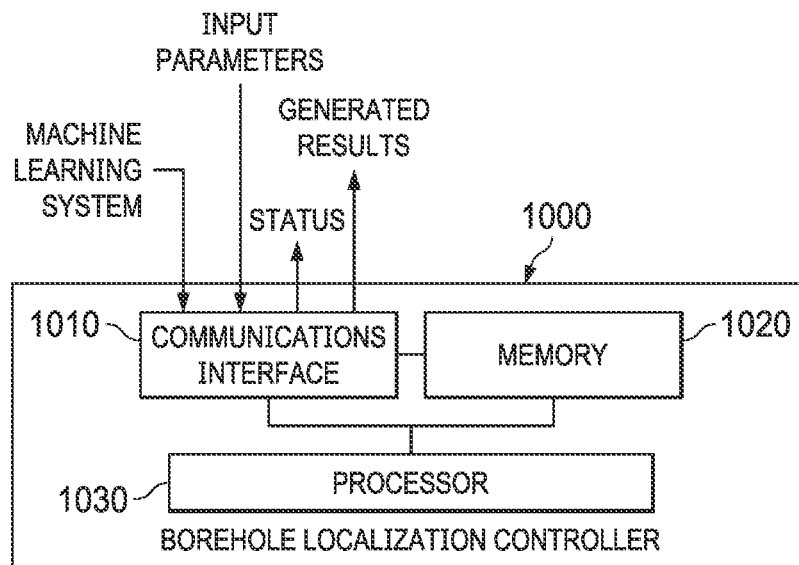 INPUT
PARAMETERS
GENERATED
RESULTS
MACHINE
LEARNING
SYSTEM
STATUS
1000
1010
COMMUNICATIONS
INTERFACE
MEMORY
1020
PROCESSOR
1030
BOREHOLE LOCALIZATION CONTROLLER